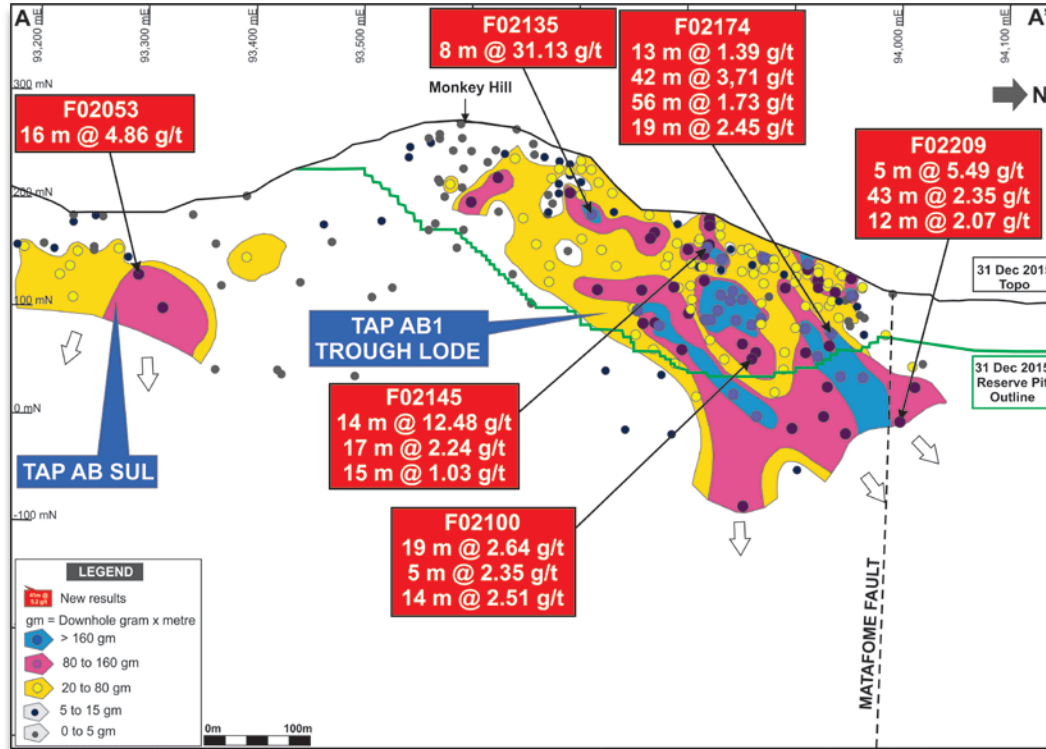 A
A'
93,200 mE
93,300 mE
93,400 mE
93,500 mE
94,000 mE
94,100 mE
F02135
8 m @ 31.13 g/t
F02174
13 m @ 1.39 g/t
42 m @ 3,71 g/t
56 m @ 1.73 g/t
19 m @ 2.45 g/t
N
300 mN
Monkey Hill
F02053
16 m @ 4.86 g/t
F02209
5 m @ 5.49 g/t
43 m @ 2.35 g/t
12 m @ 2.07 g/t
200 mN
31 Dec 2015
Topo
100 mN
TAP AB1
TROUGH LODE
31 Dec 2015
Reserve Pit
Outline
0 mN
F02145
14 m @ 12.48 g/t
17 m @ 2.24 g/t
15 m @ 1.03 g/t
TAP AB SUL
-100 mN
F02100
19 m @ 2.64 g/t
5 m @ 2.35 g/t
14 m @ 2.51 g/t
MATAFOME FAULT
LEGEND
41m @
5.2 g/t
New results
gm = Downhole gram x metre
> 160 gm
80 to 160 gm
20 to 80 gm
5 to 15 gm
0 to 5 gm
0m
100m